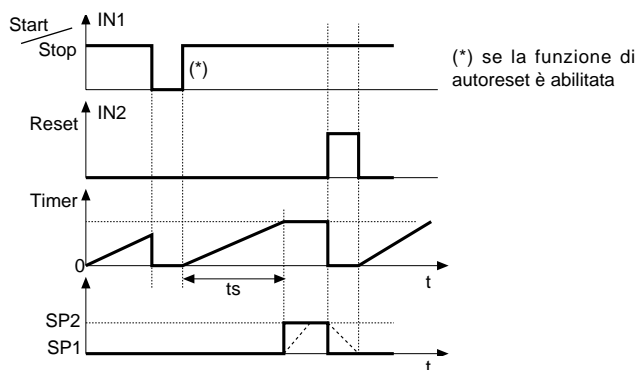 Start
IN1
Stop
(*)
(*) se la funzione di
autoreset è abilitata
IN2
Reset
Timer
0
ts
t
SP2
SP1
t